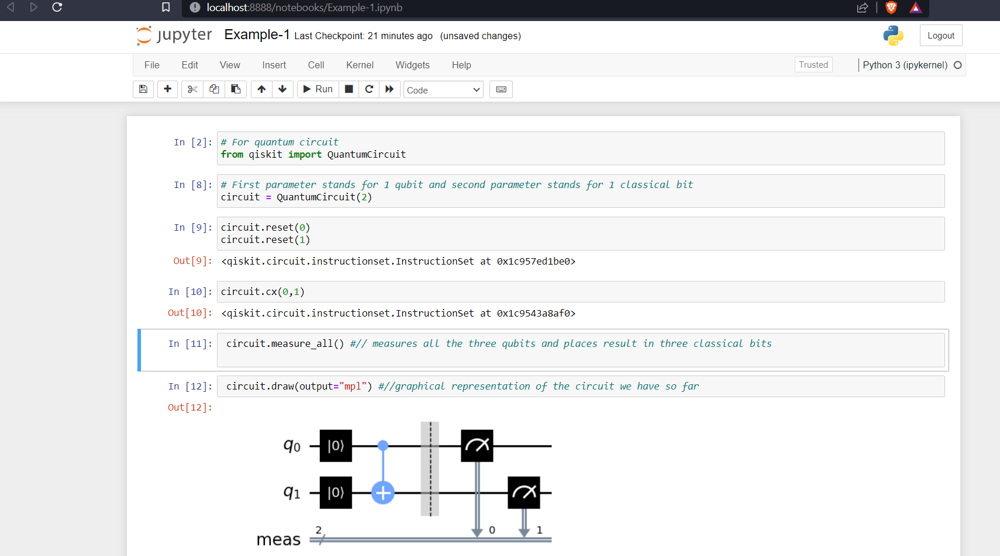 localhost:8888/notebooks/Example-1.ipynb
jupyter Example-1 Last Checkpoint: 21 minutes ago (unsaved changes) Logout
File Edit View Insert Cell Kernel Widgets Help Trusted Python 3 (ipykernel)
Run Code
In [2]: # For quantum circuit
from qiskit import QuantumCircuit
In [8]: # First parameter stands for 1 qubit and second parameter stands for 1 classical bit
circuit = QuantumCircuit(2)
In [9]: circuit.reset(0)
circuit.reset(1)
Out[9]: <qiskit.circuit.instructionset.InstructionSet at 0x1c957ed1be0>
In [10]: circuit.cx(0,1)
Out[10]: <qiskit.circuit.instructionset.InstructionSet at 0x1c9543a8af0>
In [11]: circuit.measure_all() #// measures all the three qubits and places result in three classical bits
In [12]: circuit.draw(output="mpl") #//graphical representation of the circuit we have so far
Out[12]:
q0 |0⟩
q1 |0⟩
2 0 1
meas